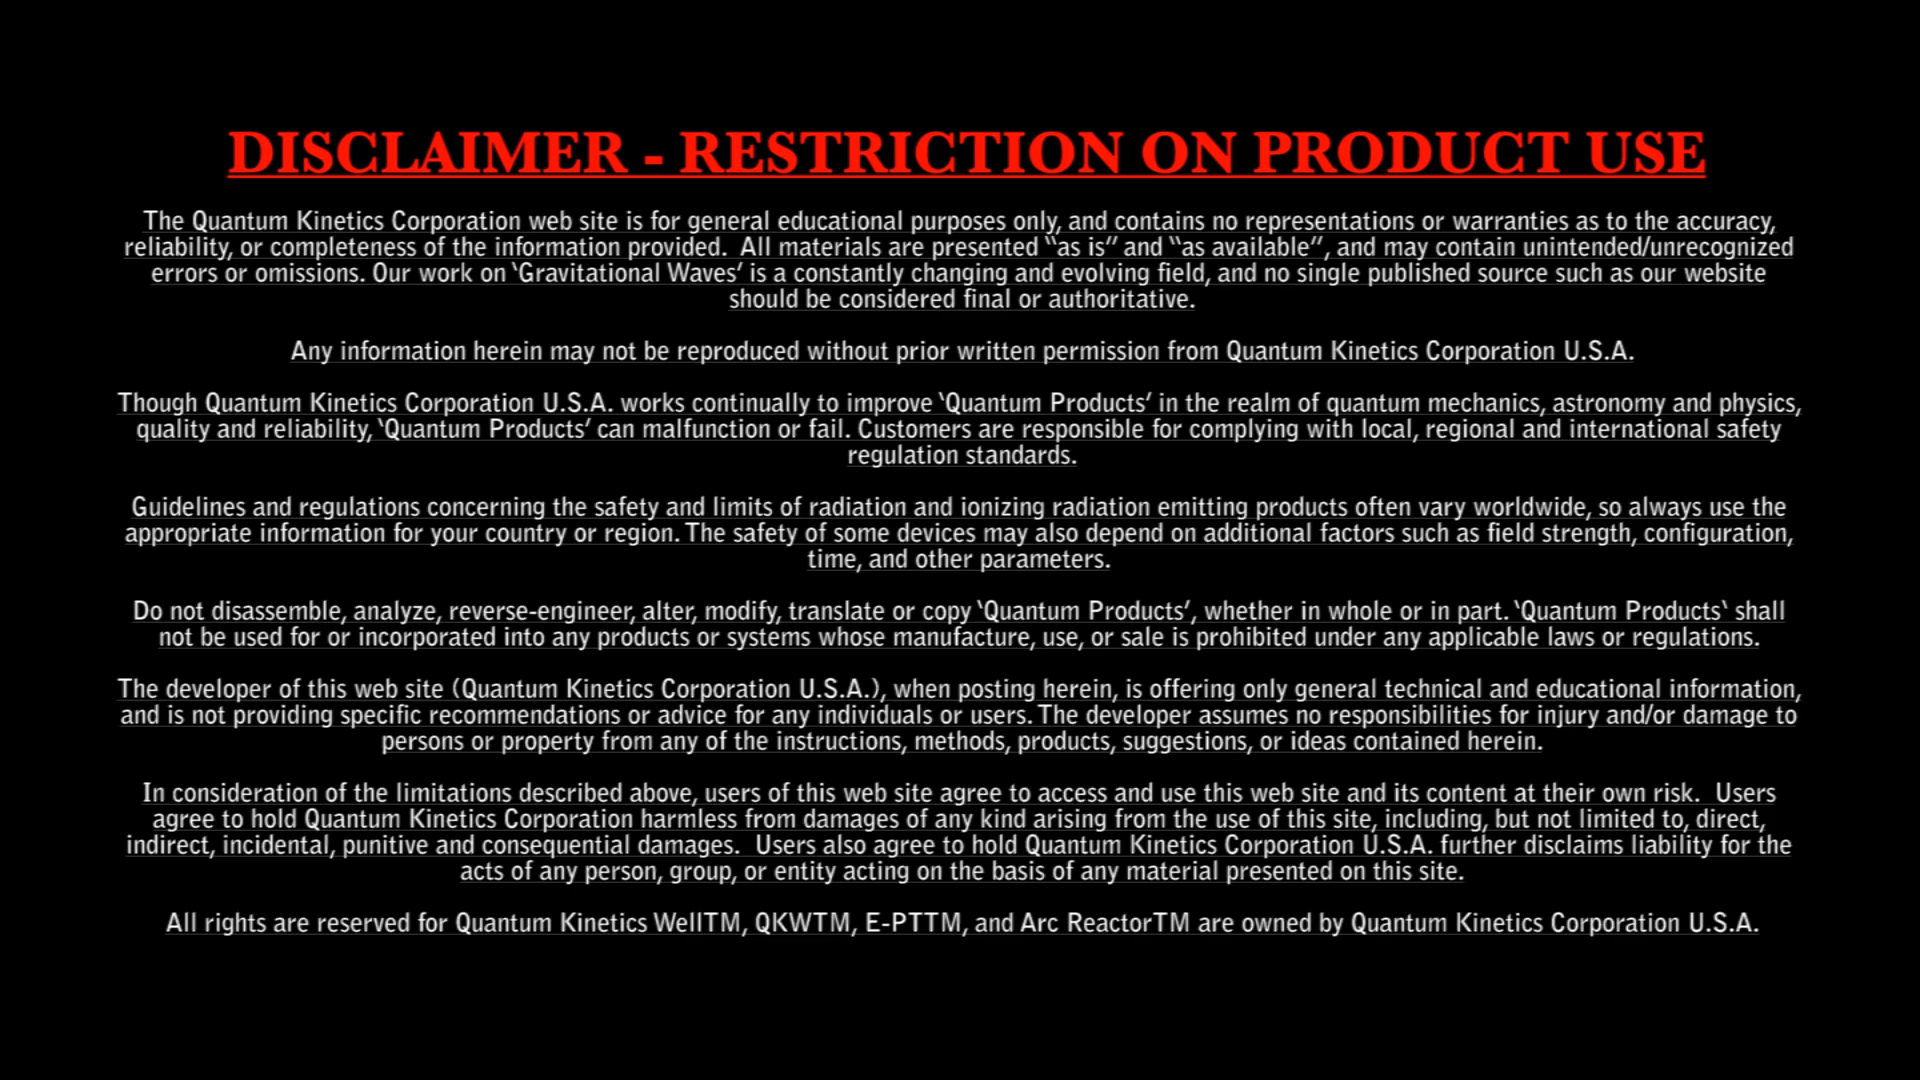 DISCLAIMER - RESTRICTION ON PRODUCT USE
The Quantum Kinetics Corporation web site is for general educational purposes only, and contains no representations or warranties as to the accuracy,
reliability, or completeness of the information provided.  All materials are presented “as is” and “as available”, and may contain unintended/unrecognized
errors or omissions. Our work on ‘Gravitational Waves’ is a constantly changing and evolving field, and no single published source such as our website
should be considered final or authoritative.
Any information herein may not be reproduced without prior written permission from Quantum Kinetics Corporation U.S.A.
Though Quantum Kinetics Corporation U.S.A. works continually to improve ‘Quantum Products’ in the realm of quantum mechanics, astronomy and physics,
quality and reliability, ‘Quantum Products’ can malfunction or fail. Customers are responsible for complying with local, regional and international safety
regulation standards.
Guidelines and regulations concerning the safety and limits of radiation and ionizing radiation emitting products often vary worldwide, so always use the
appropriate information for your country or region. The safety of some devices may also depend on additional factors such as field strength, configuration,
time, and other parameters.
Do not disassemble, analyze, reverse-engineer, alter, modify, translate or copy ‘Quantum Products’, whether in whole or in part. ‘Quantum Products‘ shall
not be used for or incorporated into any products or systems whose manufacture, use, or sale is prohibited under any applicable laws or regulations.
The developer of this web site (Quantum Kinetics Corporation U.S.A.), when posting herein, is offering only general technical and educational information,
and is not providing specific recommendations or advice for any individuals or users. The developer assumes no responsibilities for injury and/or damage to
persons or property from any of the instructions, methods, products, suggestions, or ideas contained herein.
In consideration of the limitations described above, users of this web site agree to access and use this web site and its content at their own risk.  Users
agree to hold Quantum Kinetics Corporation harmless from damages of any kind arising from the use of this site, including, but not limited to, direct,
indirect, incidental, punitive and consequential damages.  Users also agree to hold Quantum Kinetics Corporation U.S.A. further disclaims liability for the
acts of any person, group, or entity acting on the basis of any material presented on this site.
All rights are reserved for Quantum Kinetics WellTM, QKWTM, E-PTTM, and Arc ReactorTM are owned by Quantum Kinetics Corporation U.S.A.